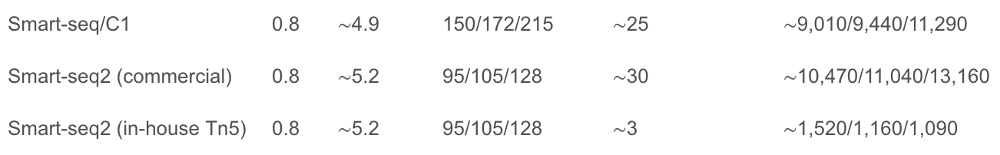 Smart-seq/C1 0.8 ~4.9 150/172/215 ~25 ~9,010/9,440/11,290
Smart-seq2 (commercial) 0.8 ~5.2 95/105/128 ~30 ~10,470/11,040/13,160
Smart-seq2 (in-house Tn5) 0.8 ~5.2 95/105/128 ~3 ~1,520/1,160/1,090